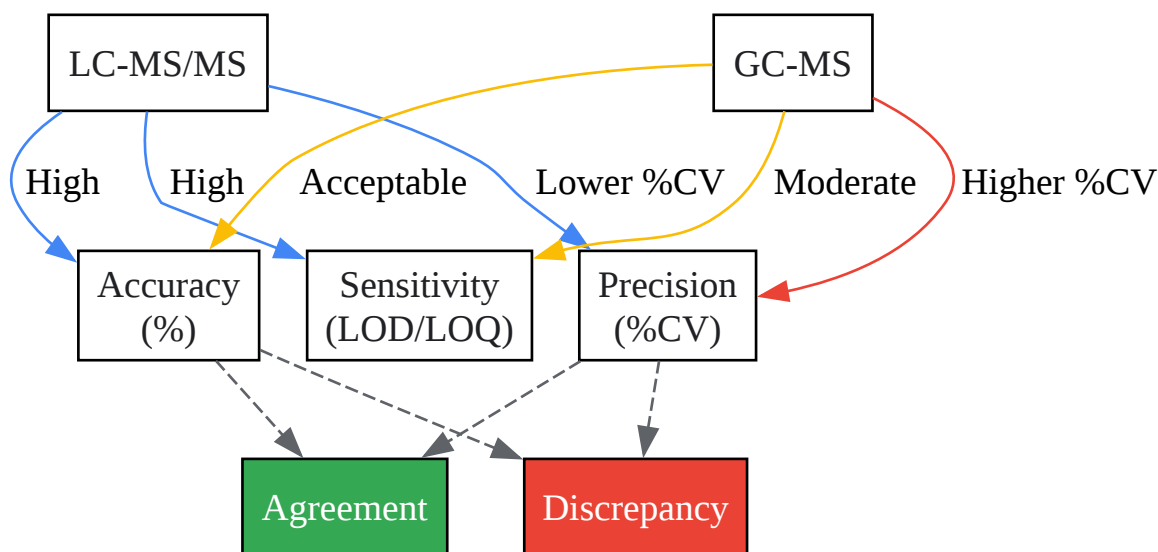 LC-MS/MS
GC-MS
High
High
Acceptable
Lower %CV
Moderate
Higher %CV
Accuracy
(%)
Sensitivity
(LOD/LOQ)
Precision
(%CV)
Agreement
Discrepancy